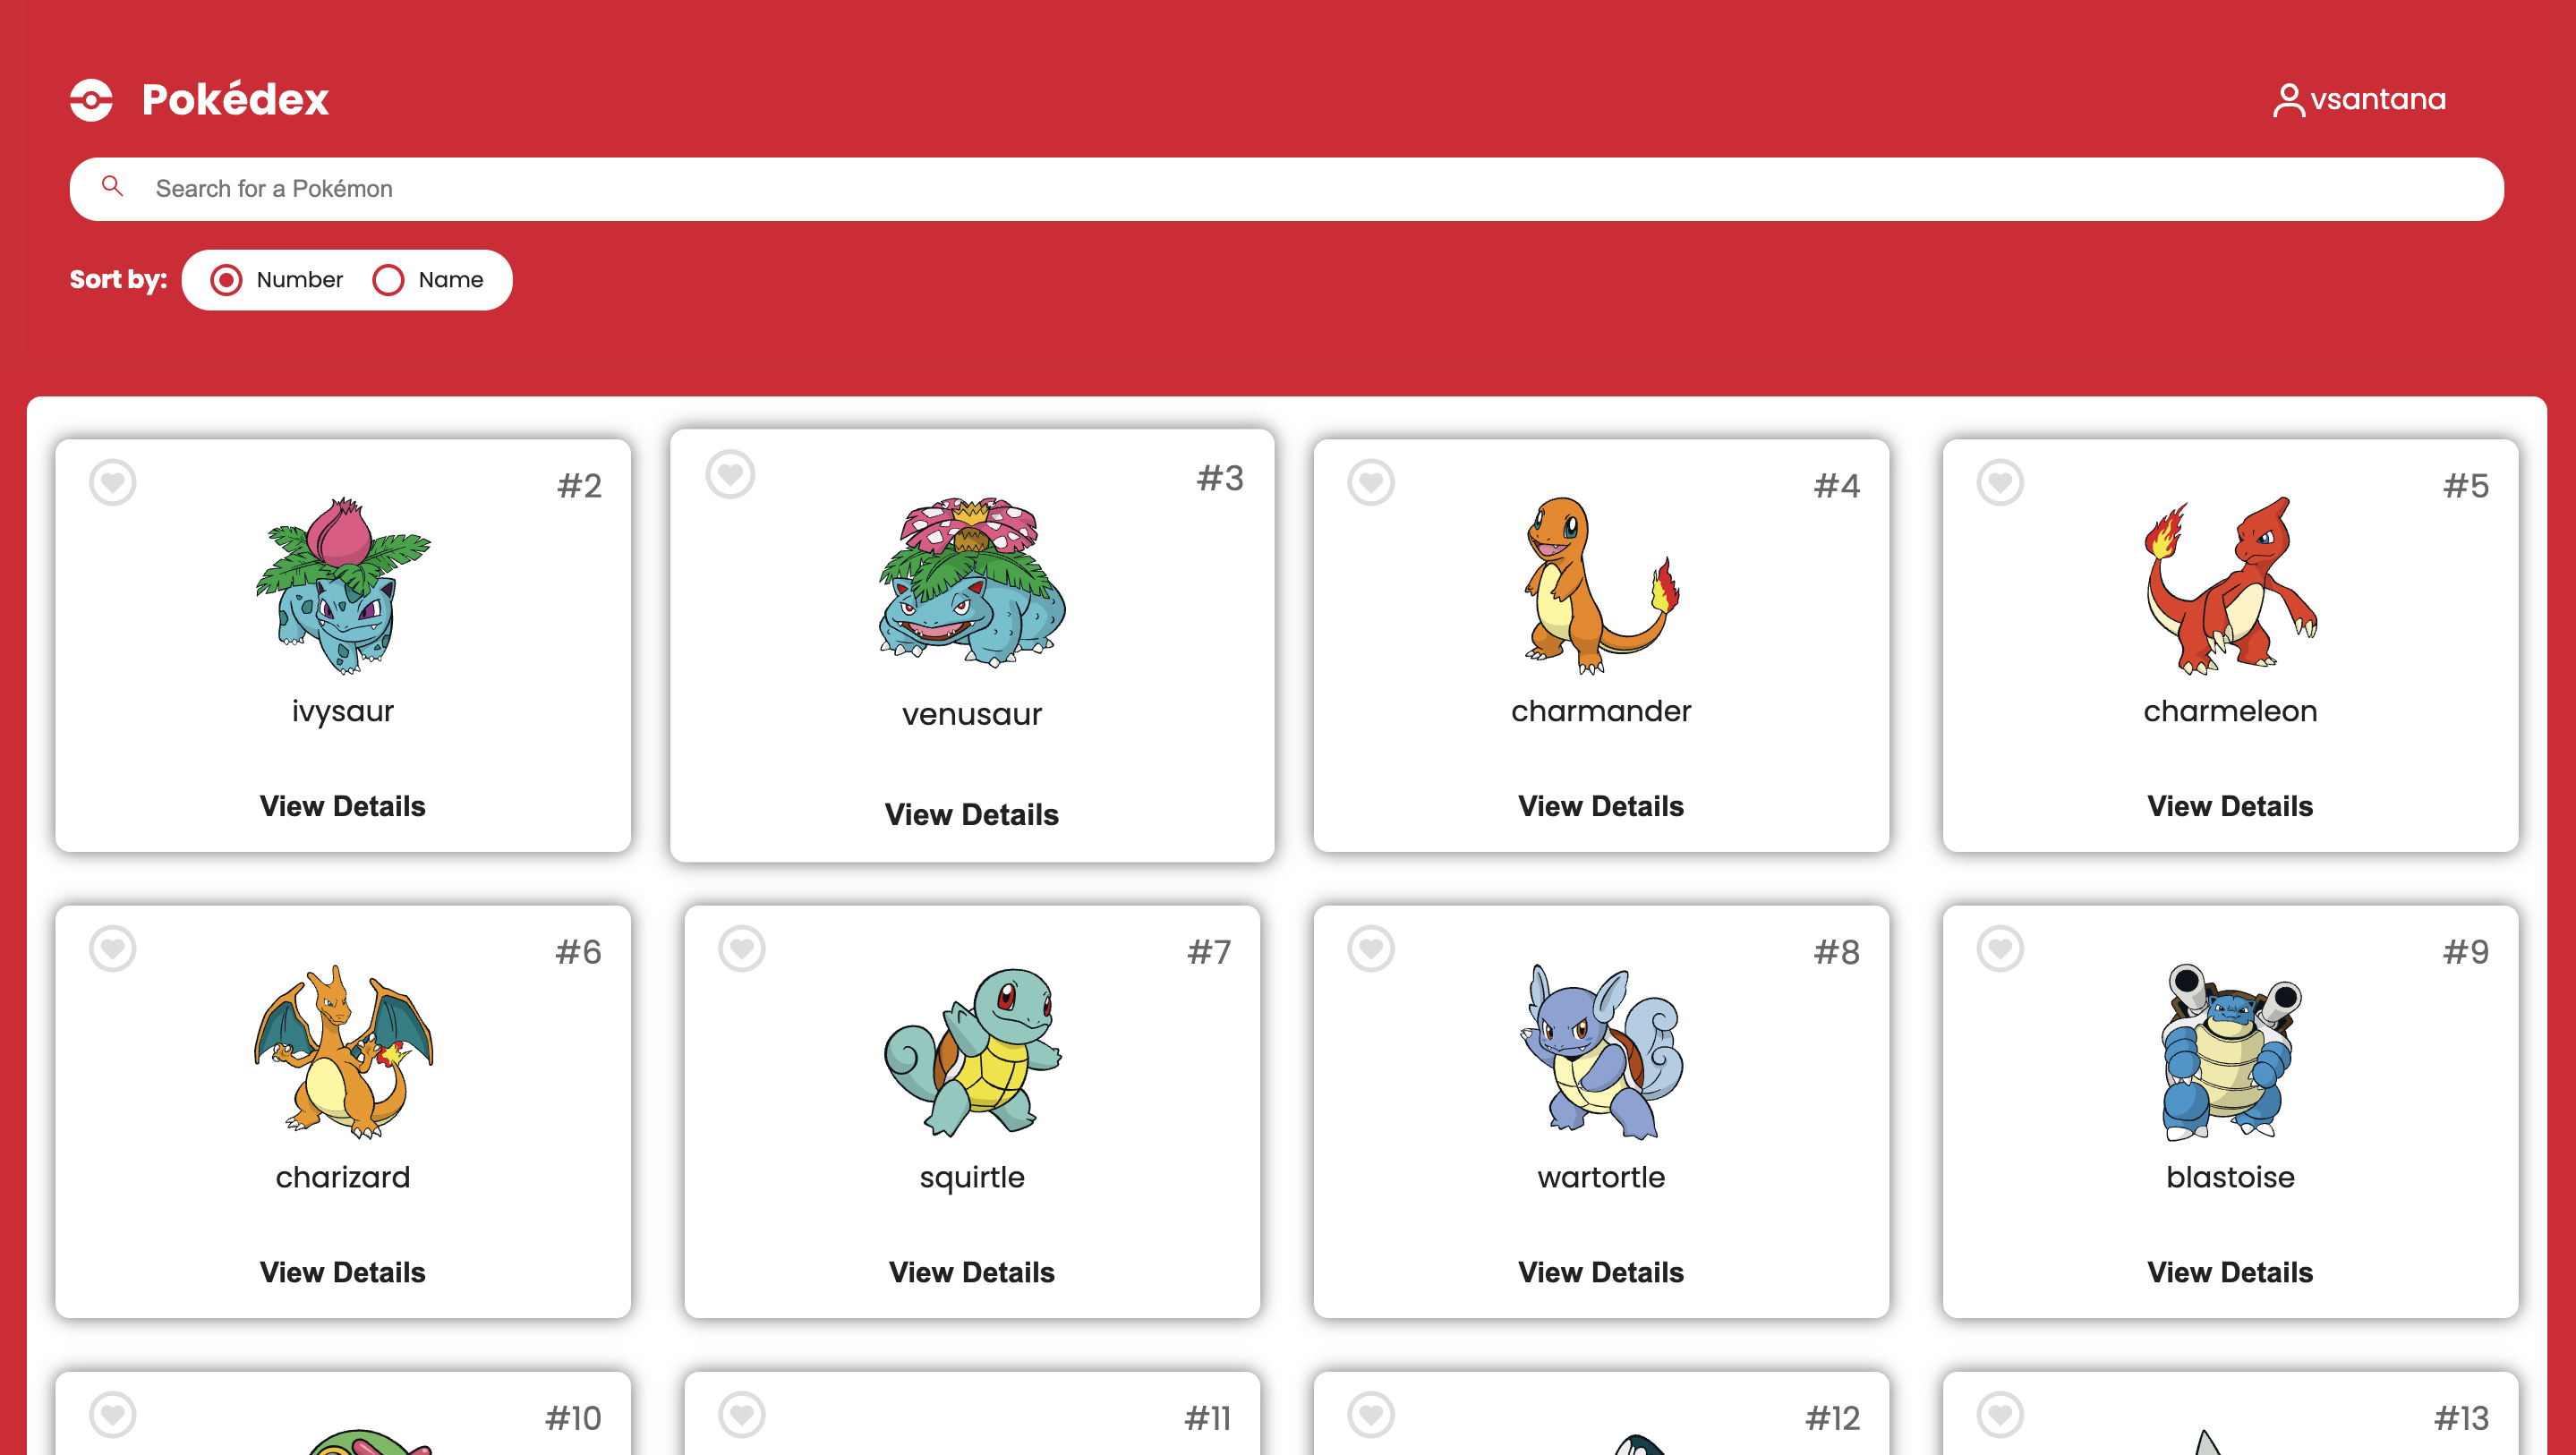 Pokédex
vsantana
Search for a Pokémon
Sort by: Number Name
#2 #3 #4 #5
ivysaur venusaur charmander charmeleon
View Details View Details View Details View Details
#6 #7 #8 #9
charizard squirtle wartortle blastoise
View Details View Details View Details View Details
#10 #11 #12 #13